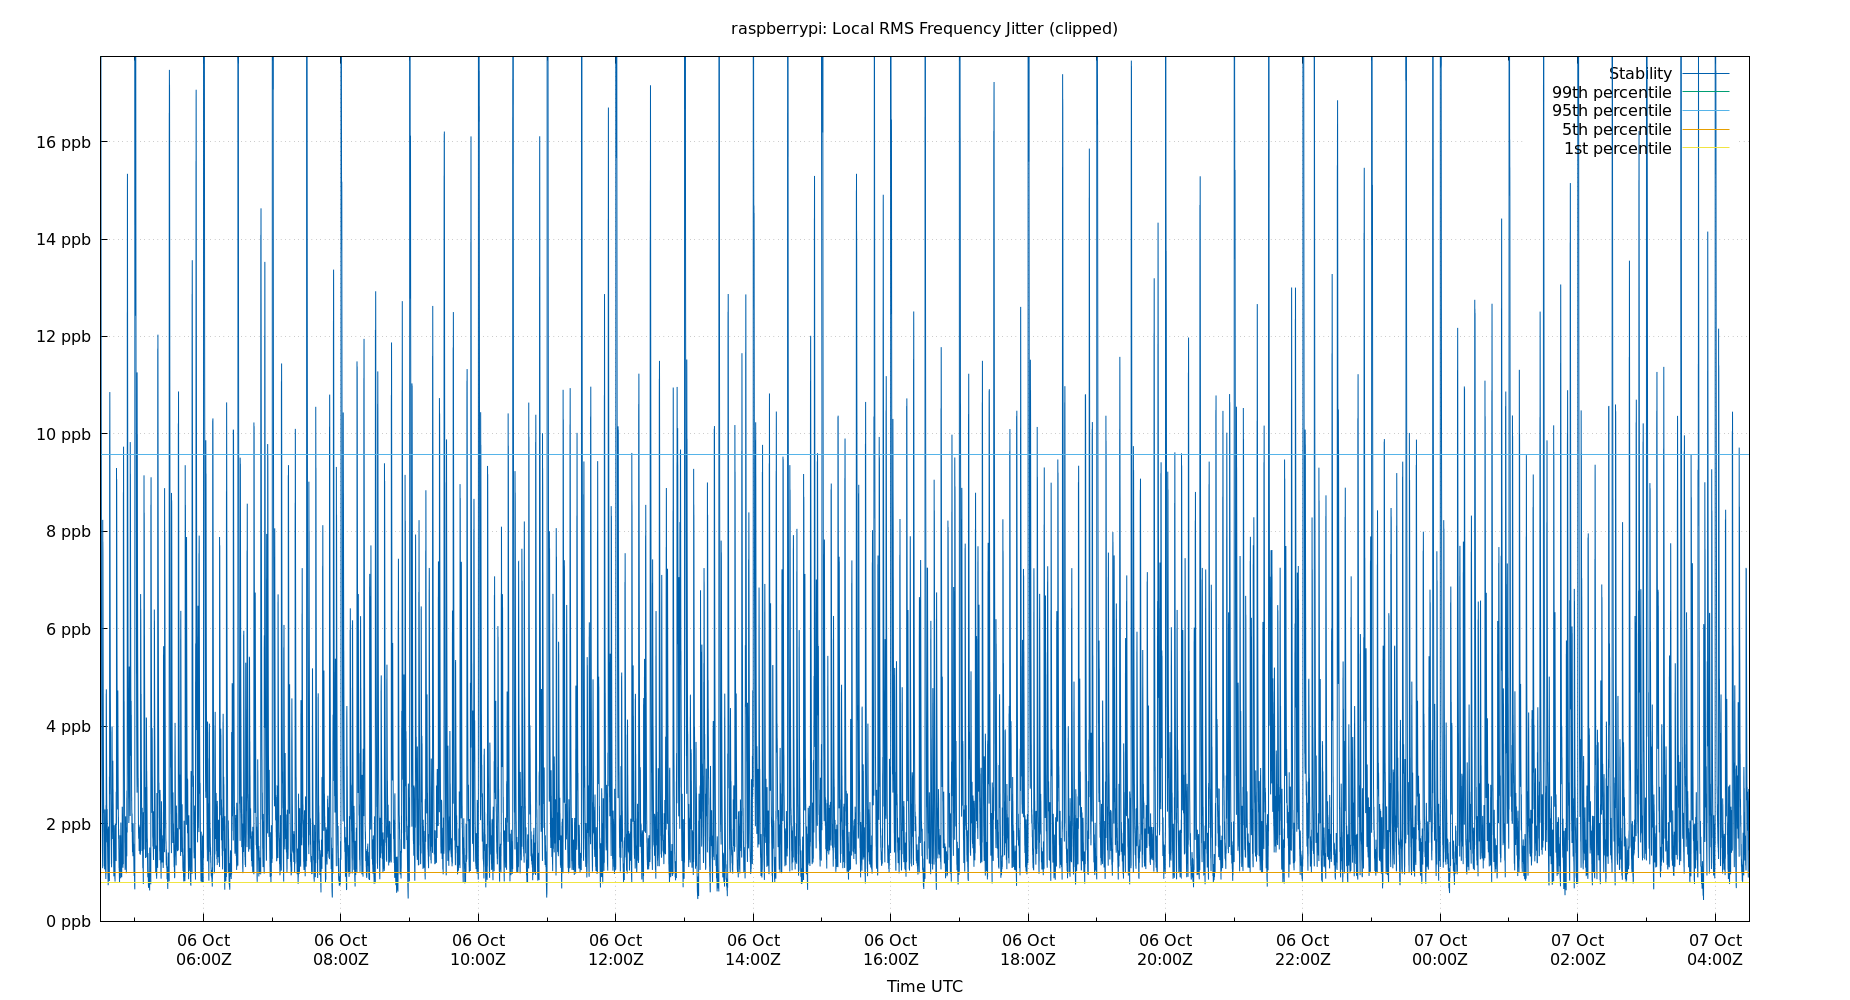 raspberrypi: Local RMS Frequency Jitter (clipped)
Stability
99th percentile
95th percentile
5th percentile
1st percentile
16 ppb
14 ppb
12 ppb
10 ppb
8 ppb
6 ppb
4 ppb
2 ppb
0 ppb
06 Oct 06 Oct 06 Oct 06 Oct 06 Oct 06 Oct 06 Oct 06 Oct 06 Oct 07 Oct 07 Oct 07 Oct
06:00Z 08:00Z 10:00Z 12:00Z 14:00Z 16:00Z 18:00Z 20:00Z 22:00Z 00:00Z 02:00Z 04:00Z
Time UTC